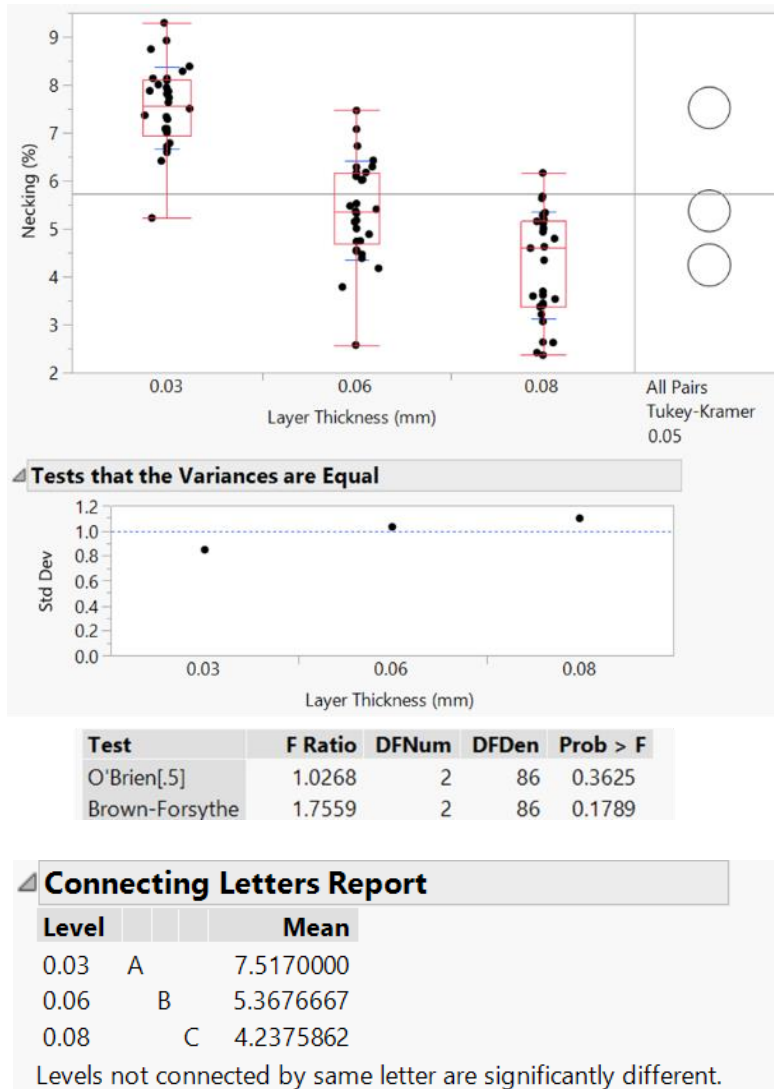 9
8
7
6
5
4
3
2
Necking (%)
0.03 0.06 0.08
Layer Thickness (mm)
All Pairs
Tukey-Kramer
0.05
Tests that the Variances are Equal
1.2
1.0
0.8
0.6
0.4
0.2
0.0
Std Dev
0.03 0.06 0.08
Layer Thickness (mm)
Test F Ratio DFNum DFDen Prob > F
O'Brien[.5] 1.0268 2 86 0.3625
Brown-Forsythe 1.7559 2 86 0.1789
Connecting Letters Report
Level Mean
0.03 A 7.5170000
0.06 B 5.3676667
0.08 C 4.2375862
Levels not connected by same letter are significantly different.